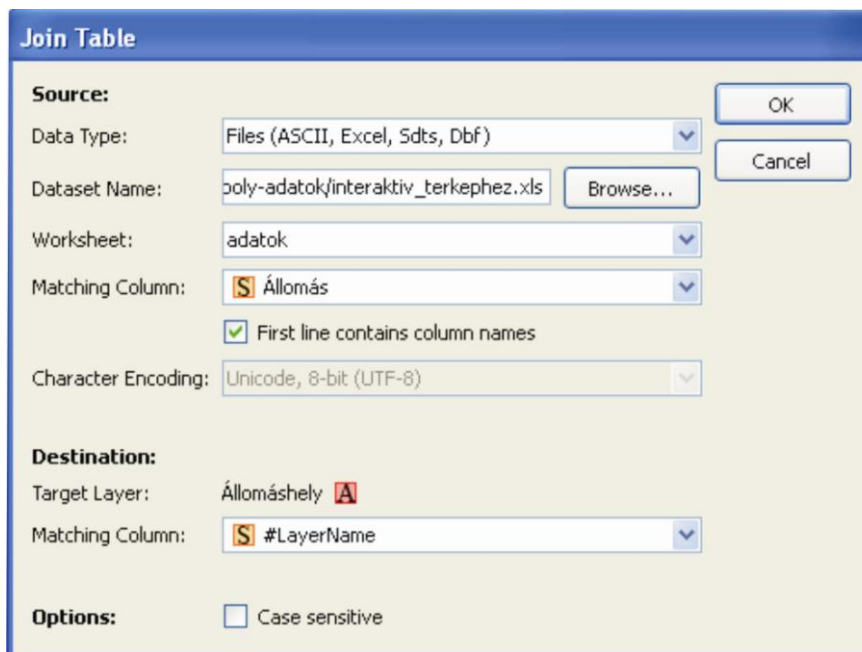 Join Table
Source:
OK
Data Type: Files (ASCII, Excel, Sdts, Dbf)
Cancel
Dataset Name: poly-adatok/interaktiv_terkephez.xls Browse...
Worksheet: adatok
Matching Column: S Állomás
First line contains column names
Character Encoding: Unicode, 8-bit (UTF-8)
Destination:
Target Layer: Állomáshely A
Matching Column: S #LayerName
Options: Case sensitive